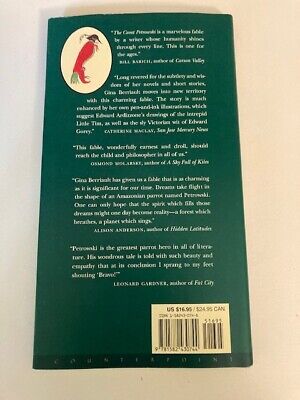 "The Great Petrowski is a marvelous fable
by a writer whose humanity shines
through every line. This is one
for the ages."
BILL BARICH, author of Carson Valley
"Long revered for the subtlety and wis-
dom of her novels and short stories,
Gina Berriault moves into new
territory with this charming fable. The story is much
enhanced by her own pen-and-ink illustrations, which
suggest Edward Ardizzone's drawings of the intrepid
Little Tim, as well as the sly Victorian wit of Edward
Gorey." CATHERINE MACLAY, San Jose Mercury News
"This fable, wonderfully earnest and droll, should
reach the child and philosopher in all of us."
OSMOND MOLARSKY, author of A Sky Full of Kites
"Gina Berriault has given us a fable that is as charming
as it is significant for our time. Dreams take flight in
the shape of an Amazonian parrot named Petrowski.
One can only hope that the spirit which fills those
dreams might one day become reality—a forest which
breathes, a planet which sings."
ALISON ANDERSON, author of Hidden Latitudes
"Petrowski is the greatest parrot hero in all of litera-
ture. His wondrous tale is told with such beauty and
empathy that at its conclusion I sprang to my feet
shouting 'Bravo!'"
LEONARD GARDNER, author of Fat City
US $16.95/$24.95 CAN
ISBN 1-58243-074-6
51695
9 781582 430744
COUNTERPOINT